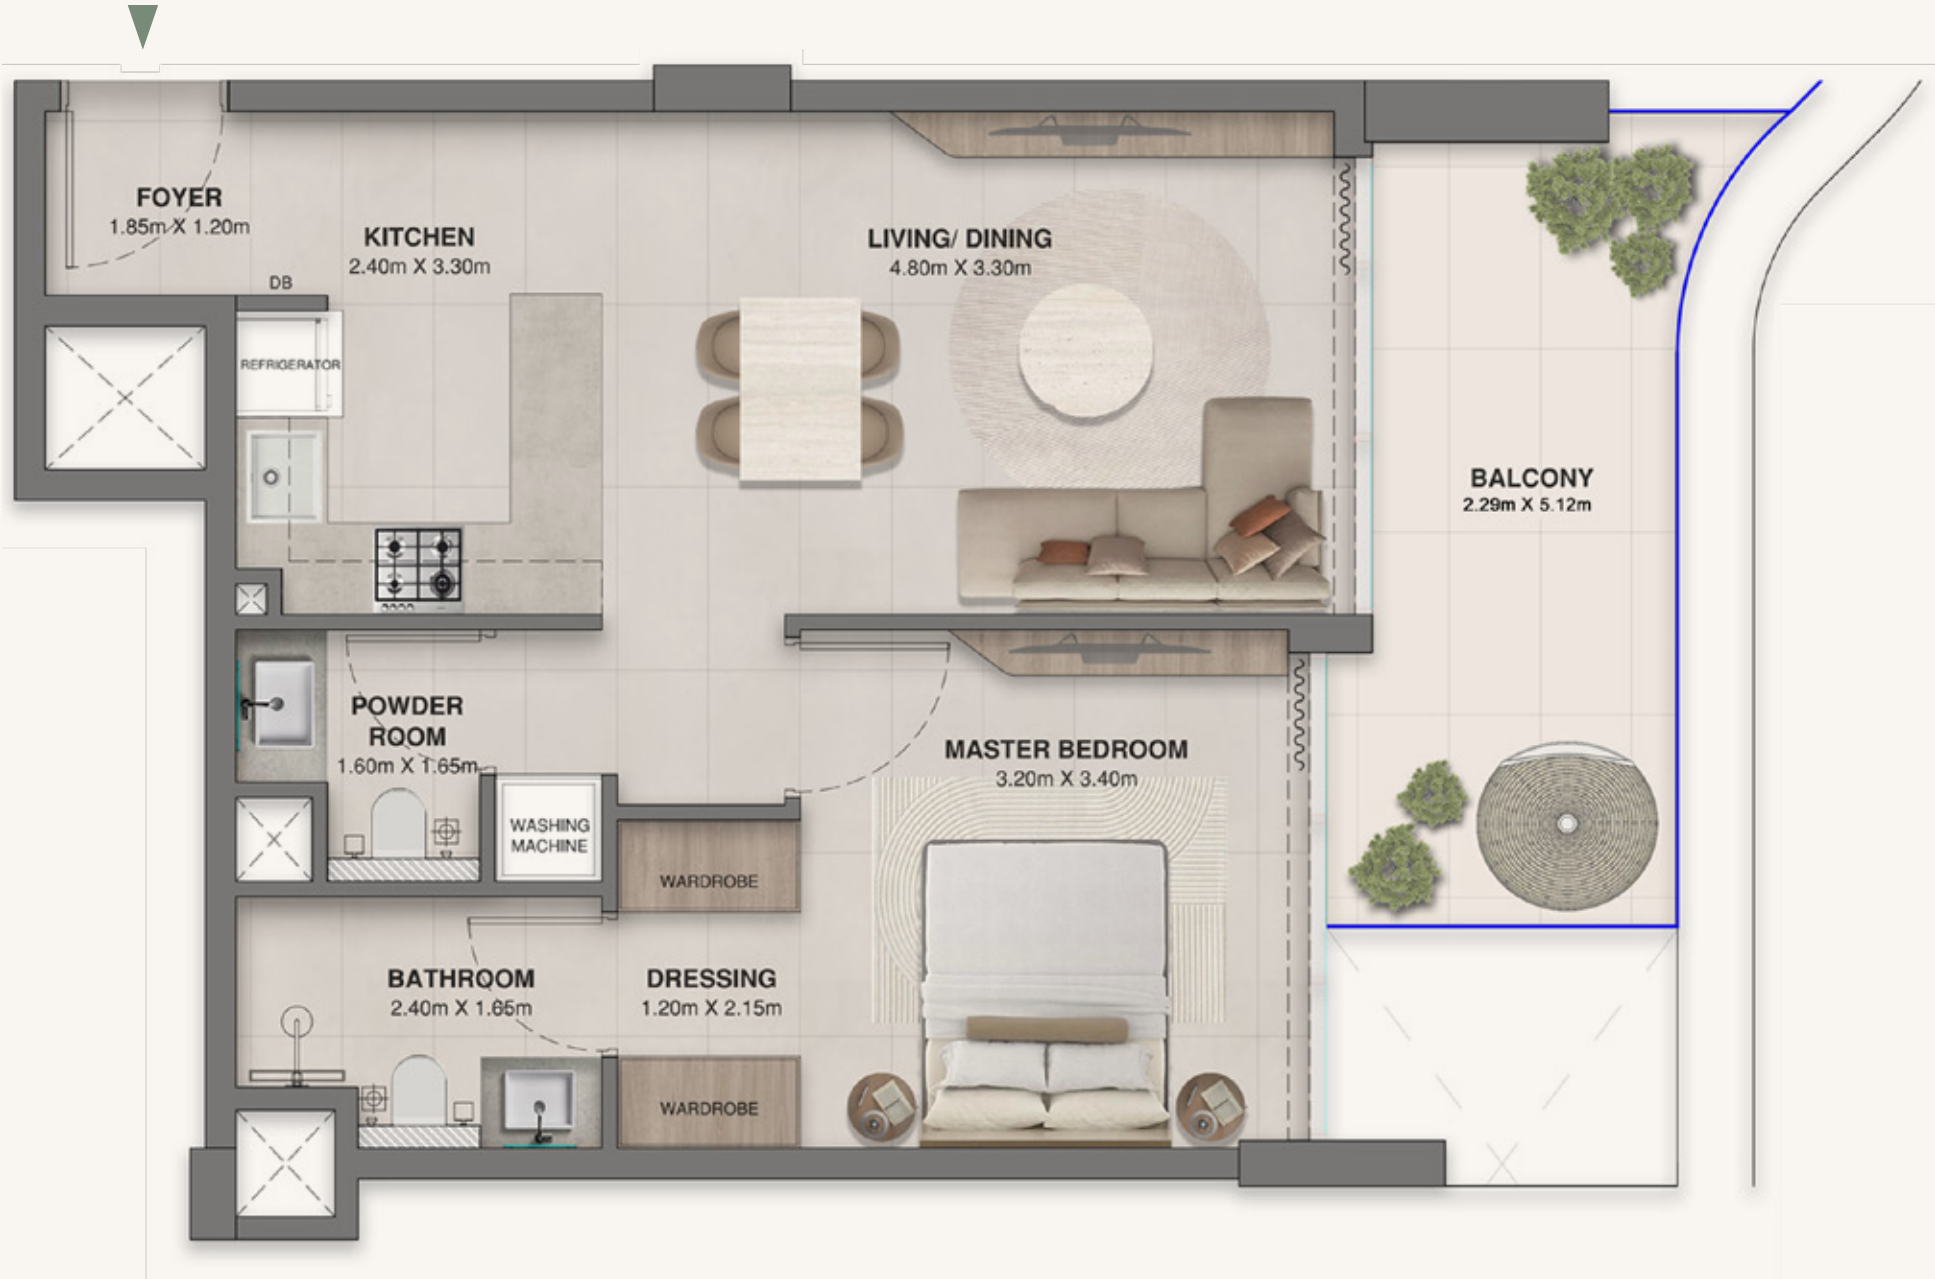 FOYER
1.85m X 1.20m
KITCHEN
2.40m X 3.30m
LIVING/ DINING
4.80m X 3.30m
DB
REFRIGERATOR
BALCONY
2.29m X 5.12m
POWDER
ROOM
1.60m X 1.65m
MASTER BEDROOM
3.20m X 3.40m
WASHING
MACHINE
WARDROBE
BATHROOM
2.40m X 1.65m
DRESSING
1.20m X 2.15m
WARDROBE